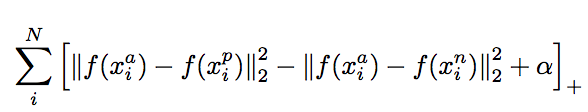 \sum_{i}^{N} \left[ \| f(x_i^a) - f(x_i^p) \|_2^2 - \| f(x_i^a) - f(x_i^n) \|_2^2 + \alpha \right]_+